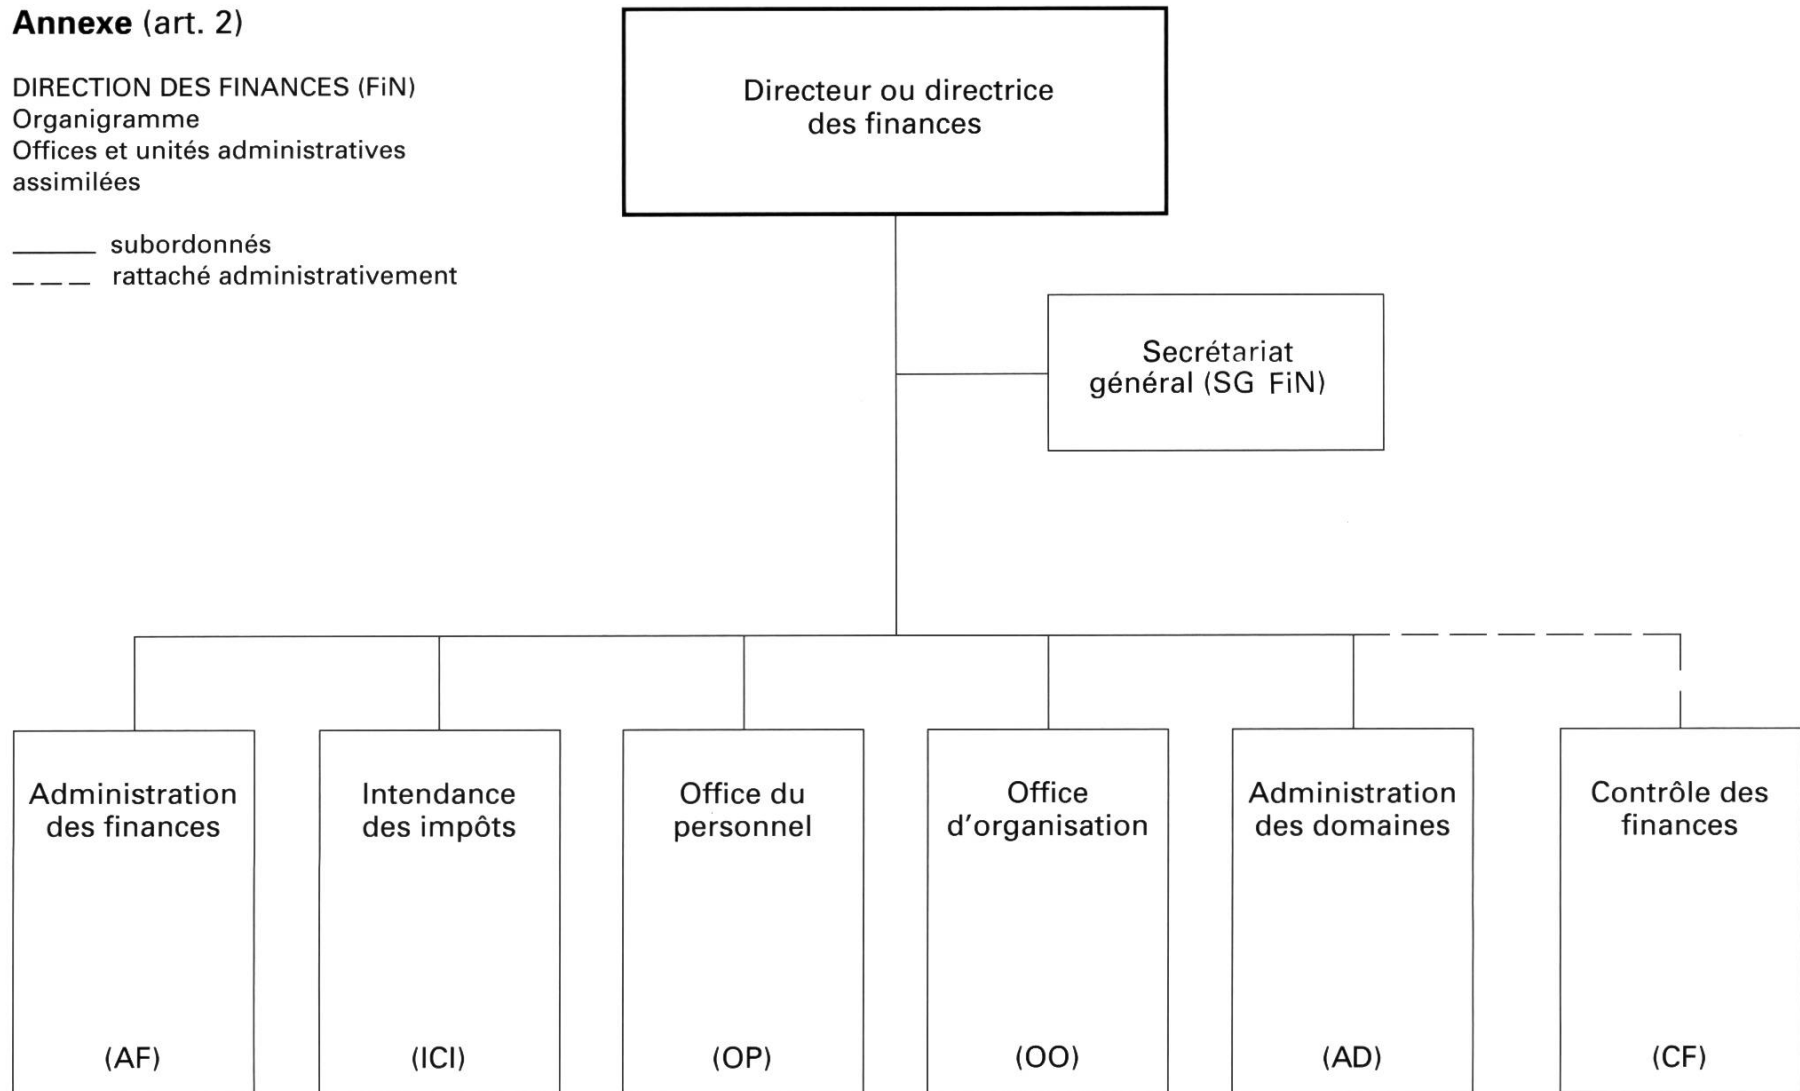 Annexe (art. 2)
DIRECTION DES FINANCES (FiN)
Organigramme
Offices et unités administratives
assimilées
subordonnés
rattaché administrativement
Directeur ou directrice
des finances
Secrétariat
général (SG FiN)
Administration
des finances
(AF)
Intendance
des impôts
(ICI)
Office du
personnel
(OP)
Office
d'organisation
(OO)
Administration
des domaines
(AD)
Contrôle des
finances
(CF)